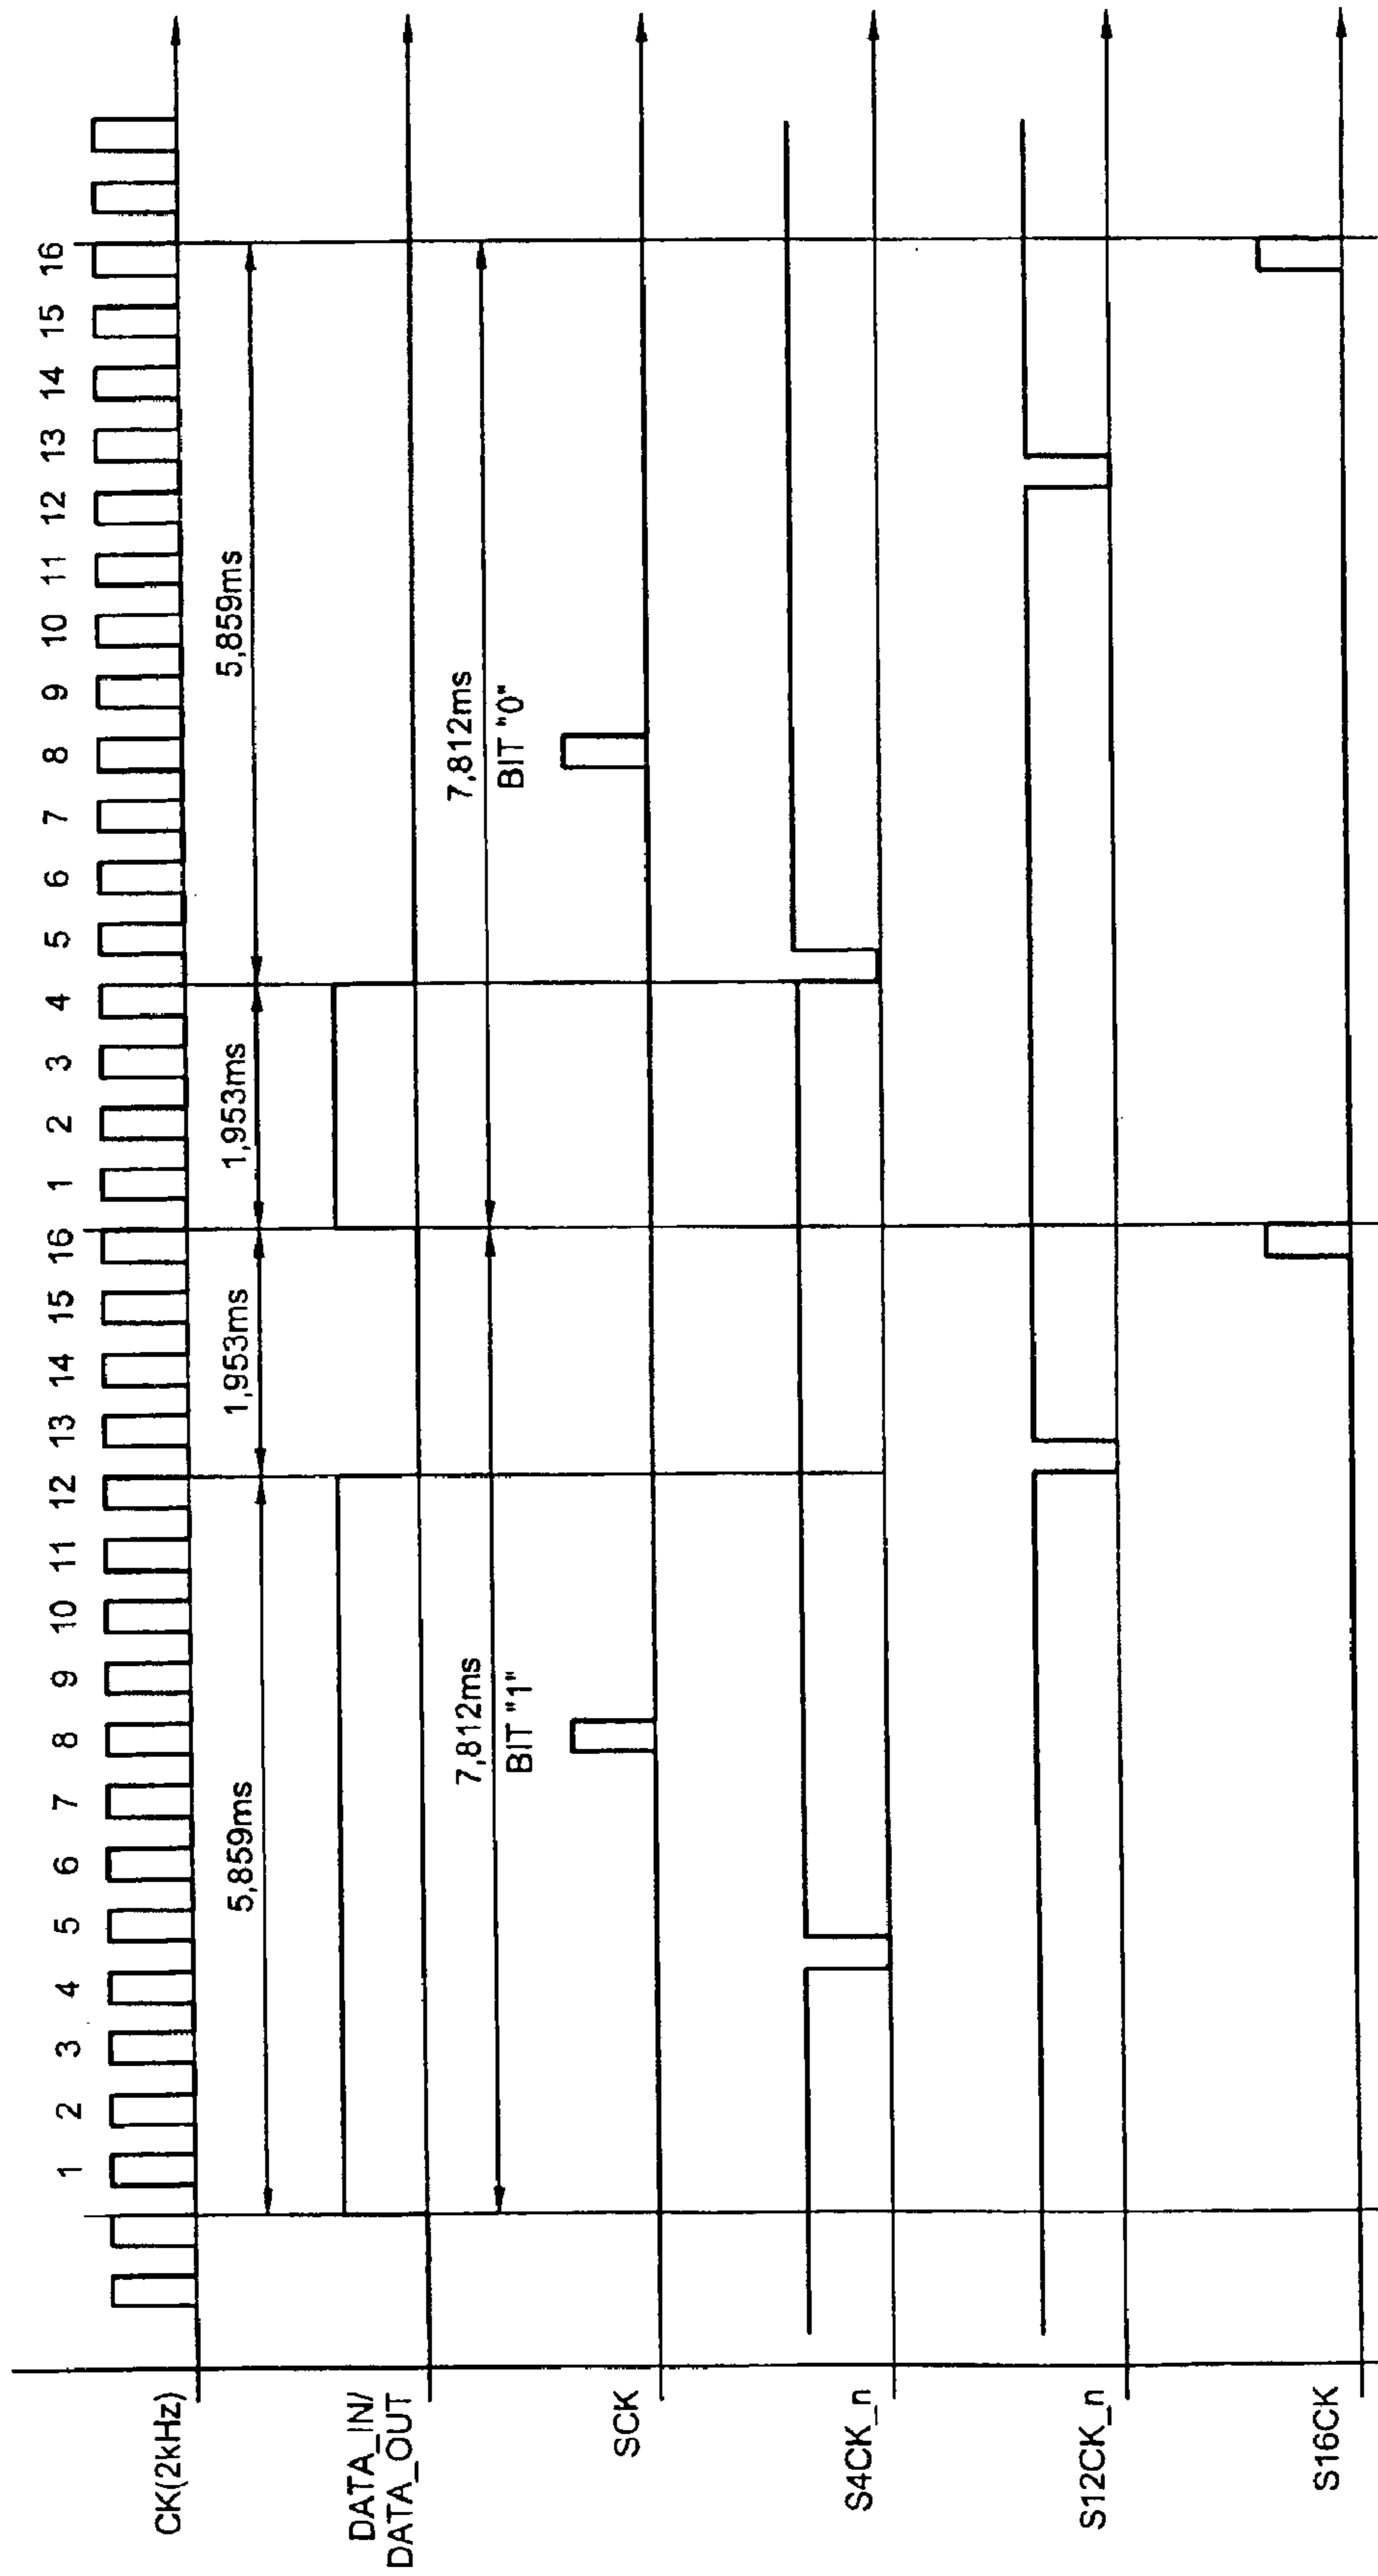 CK(2kHz)
1 2 3 4 5 6 7 8 9 10 11 12 13 14 15 16 1 2 3 4 5 6 7 8 9 10 11 12 13 14 15 16
DATA_IN/
DATA_OUT
5,859ms 1,953ms 1,953ms 5,859ms
7,812ms 7,812ms
BIT "1" BIT "0"
SCK
S4CK_n
S12CK_n
S16CK